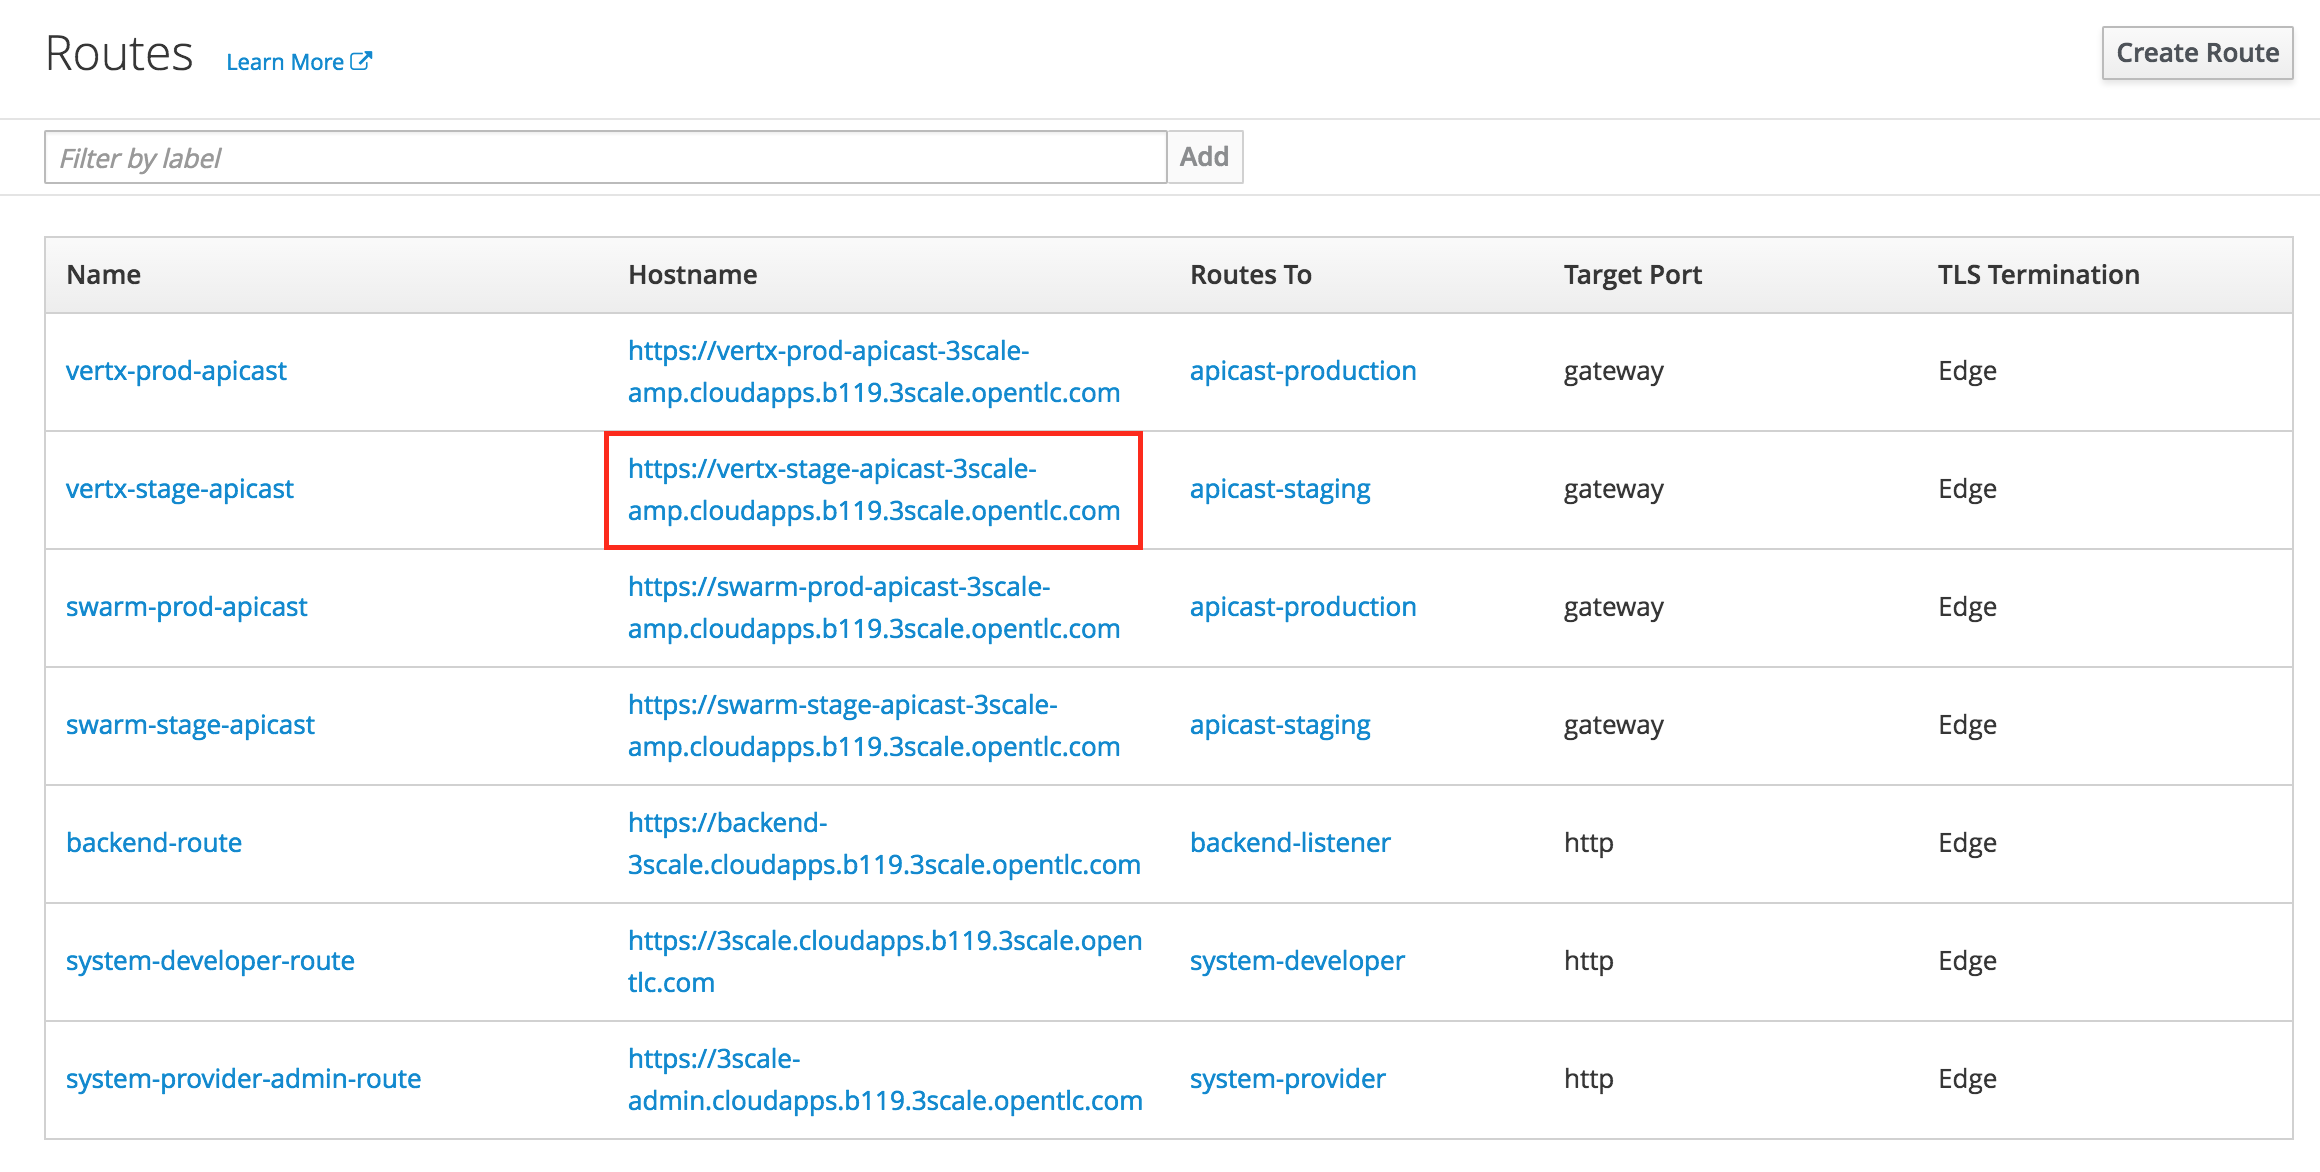 Routes Learn More
Create Route
Filter by label
Add
Name Hostname Routes To Target Port TLS Termination
vertx-prod-apicast
https://vertx-prod-apicast-3scale-
amp.cloudapps.b119.3scale.opentlc.com
apicast-production
gateway
Edge
vertx-stage-apicast
https://vertx-stage-apicast-3scale-
amp.cloudapps.b119.3scale.opentlc.com
apicast-staging
gateway
Edge
swarm-prod-apicast
https://swarm-prod-apicast-3scale-
amp.cloudapps.b119.3scale.opentlc.com
apicast-production
gateway
Edge
swarm-stage-apicast
https://swarm-stage-apicast-3scale-
amp.cloudapps.b119.3scale.opentlc.com
apicast-staging
gateway
Edge
backend-route
https://backend-
3scale.cloudapps.b119.3scale.opentlc.com
backend-listener
http
Edge
system-developer-route
https://3scale.cloudapps.b119.3scale.open
tlc.com
system-developer
http
Edge
system-provider-admin-route
https://3scale-
admin.cloudapps.b119.3scale.opentlc.com
system-provider
http
Edge